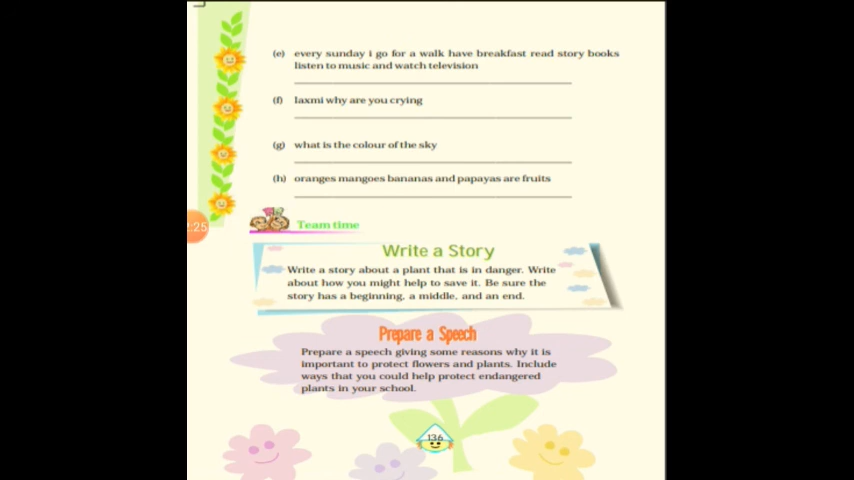 (e) every sunday i go for a walk have breakfast read story books
listen to music and watch television
(f) laxmi why are you crying
(g) what is the colour of the sky
(h) oranges mangoes bananas and papayas are fruits
:25
Team time
Write a Story
Write a story about a plant that is in danger. Write
about how you might help to save it. Be sure the
story has a beginning, a middle, and an end.
Prepare a Speech
Prepare a speech giving some reasons why it is
important to protect flowers and plants. Include
ways that you could help protect endangered
plants in your school.
136